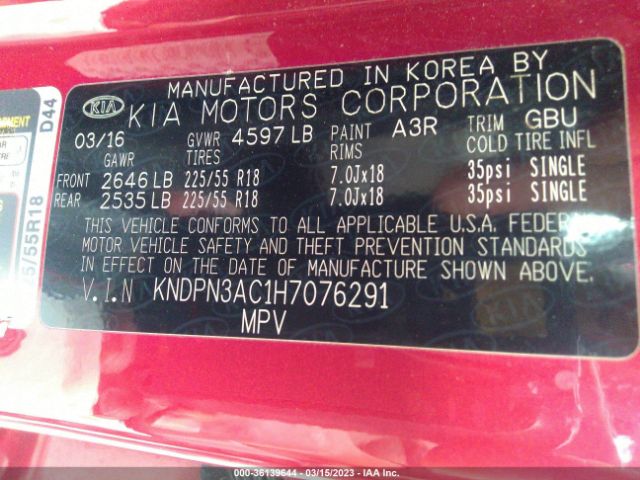 MANUFACTURED IN KOREA BY
KIA KIA MOTORS CORPORATION
03/16 GVWR 4597 LB PAINT A3R TRIM GBU
GAWR TIRES RIMS COLD TIRE INFL
FRONT 2646 LB 225/55 R18 7.0Jx18 35psi SINGLE
REAR 2535 LB 225/55 R18 7.0Jx18 35psi SINGLE
THIS VEHICLE CONFORMS TO ALL APPLICABLE U.S.A. FEDER
MOTOR VEHICLE SAFETY AND THEFT PREVENTION STANDARDS
IN EFFECT ON THE DATE OF MANUFACTURE SHOWN ABOVE.
V.I.N KNDPN3AC1H7076291
MPV
D44
5/55R18
000-36139644 / 03/15/2023 / IAA Inc.